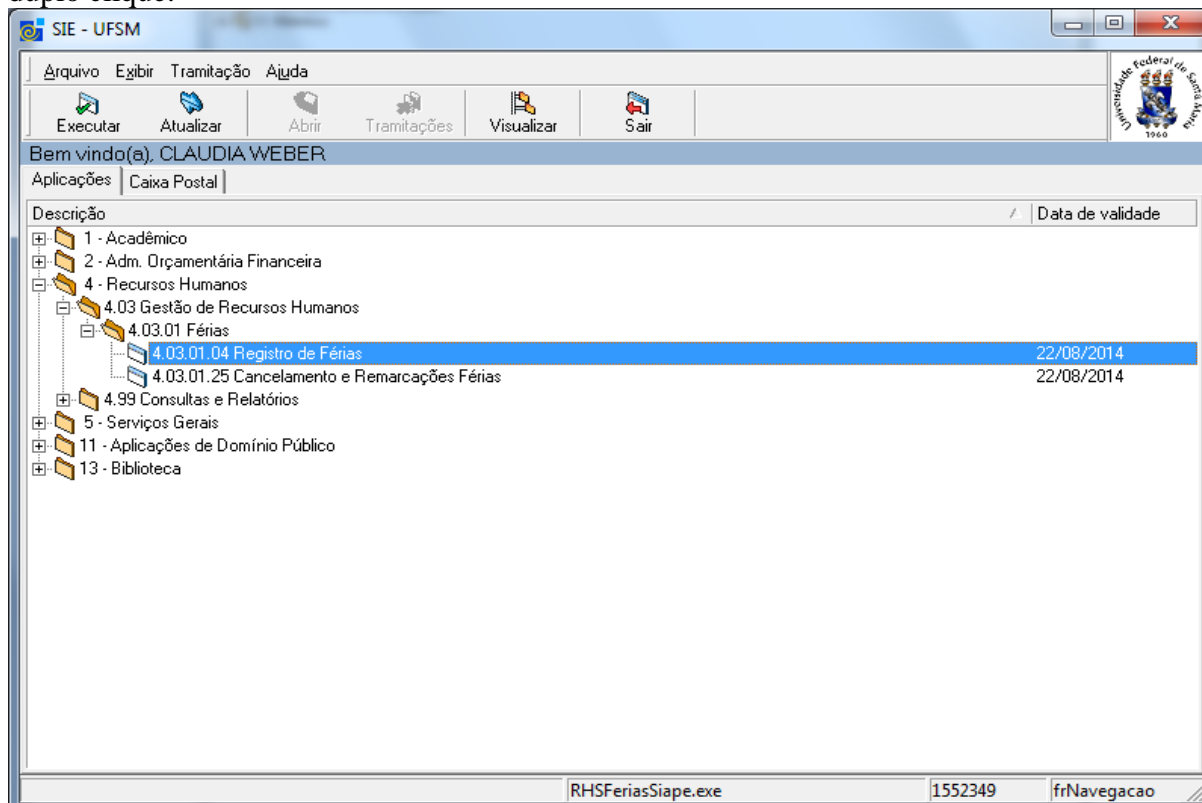 duplo clique.
SIE - UFSM
Arquivo Exibir Tramitação Ajuda
Executar Atualizar Abrir Tramitações Visualizar Sair
Universidade Federal de Santa Maria
1960
Bem vindo(a), CLAUDIA WEBER
Aplicações Caixa Postal
Descrição Data de validade
1 - Acadêmico
2 - Adm. Orçamentária Financeira
4 - Recursos Humanos
4.03 Gestão de Recursos Humanos
4.03.01 Férias
4.03.01.04 Registro de Férias 22/08/2014
4.03.01.25 Cancelamento e Remarcações Férias 22/08/2014
4.99 Consultas e Relatórios
5 - Serviços Gerais
11 - Aplicações de Domínio Público
13 - Biblioteca
RHSFeriasSiape.exe 1552349 frNavegacao